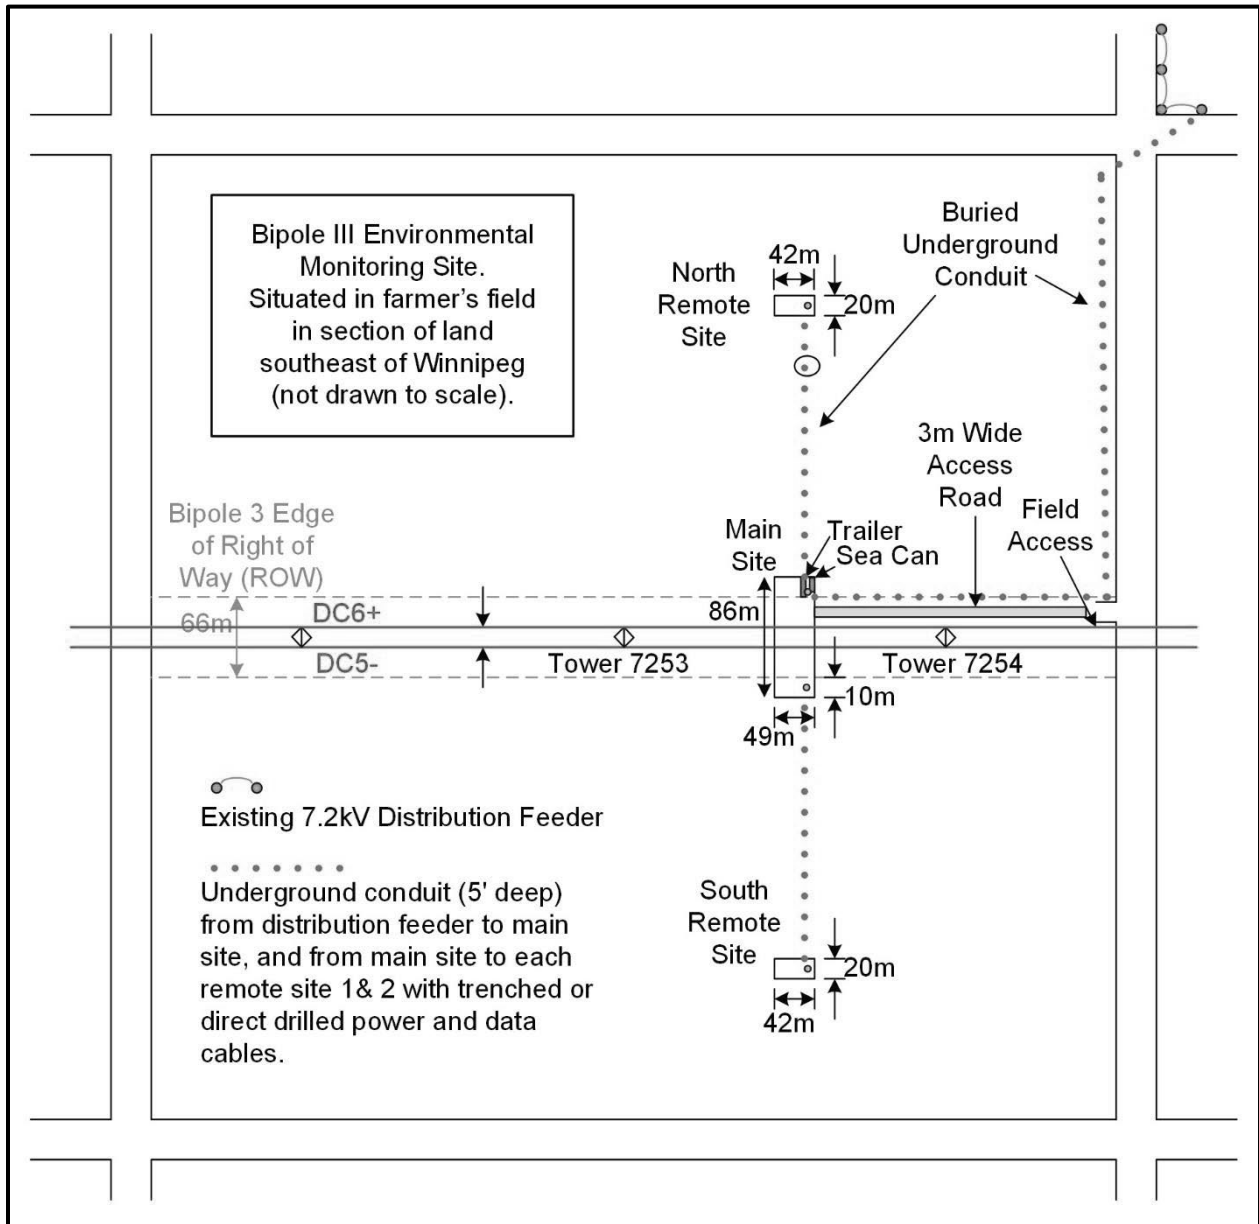 Bipole III Environmental
Monitoring Site.
Situated in farmer's field
in section of land
southeast of Winnipeg
(not drawn to scale).
Buried
Underground
Conduit
42m
North
Remote
Site
20m
3m Wide
Access
Road
Field
Access
Bipole 3 Edge
of Right of
Way (ROW)
Main
Site
Trailer
Sea Can
66m
DC6+
86m
DC5-
Tower 7253
Tower 7254
10m
49m
Existing 7.2kV Distribution Feeder
Underground conduit (5' deep)
from distribution feeder to main
site, and from main site to each
remote site 1& 2 with trenched or
direct drilled power and data
cables.
South
Remote
Site
20m
42m